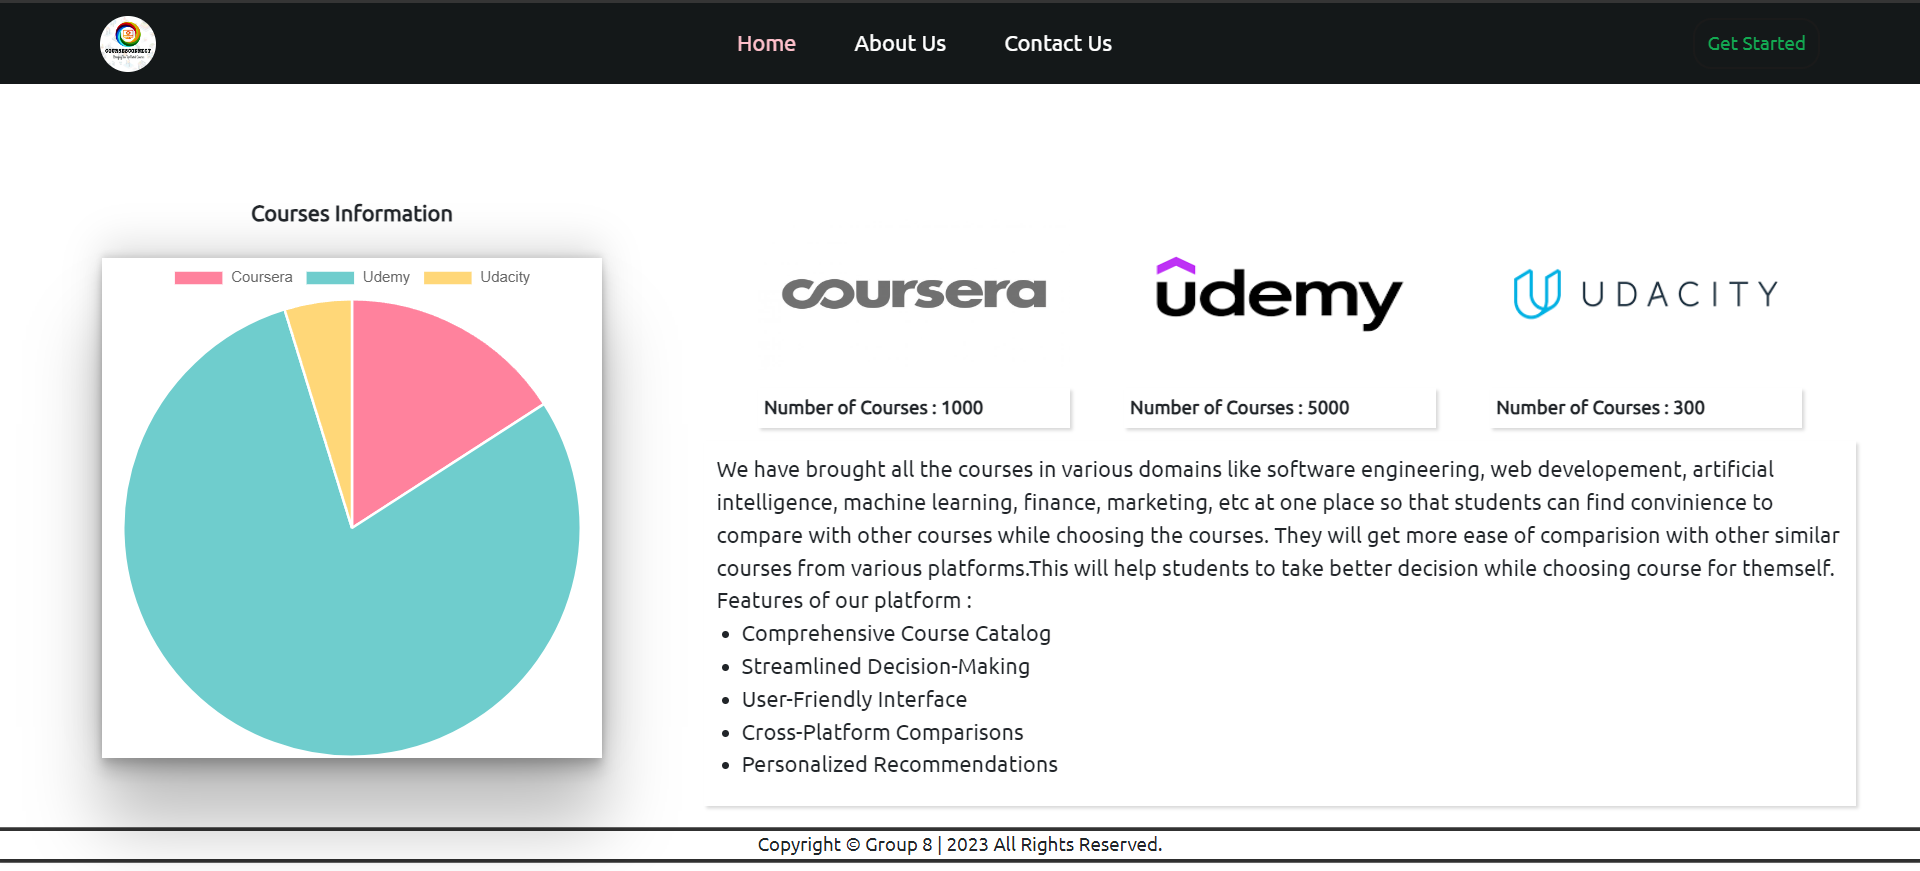 COURSESCONNECT
Home
About Us
Contact Us
Get Started
Courses Information
Coursera
Udemy
Udacity
coursera
udemy
UDACITY
Number of Courses : 1000
Number of Courses : 5000
Number of Courses : 300
We have brought all the courses in various domains like software engineering, web developement, artificial
intelligence, machine learning, finance, marketing, etc at one place so that students can find convinience to
compare with other courses while choosing the courses. They will get more ease of comparision with other similar
courses from various platforms.This will help students to take better decision while choosing course for themself.
Features of our platform :
• Comprehensive Course Catalog
• Streamlined Decision-Making
• User-Friendly Interface
• Cross-Platform Comparisons
• Personalized Recommendations
Copyright © Group 8 | 2023 All Rights Reserved.